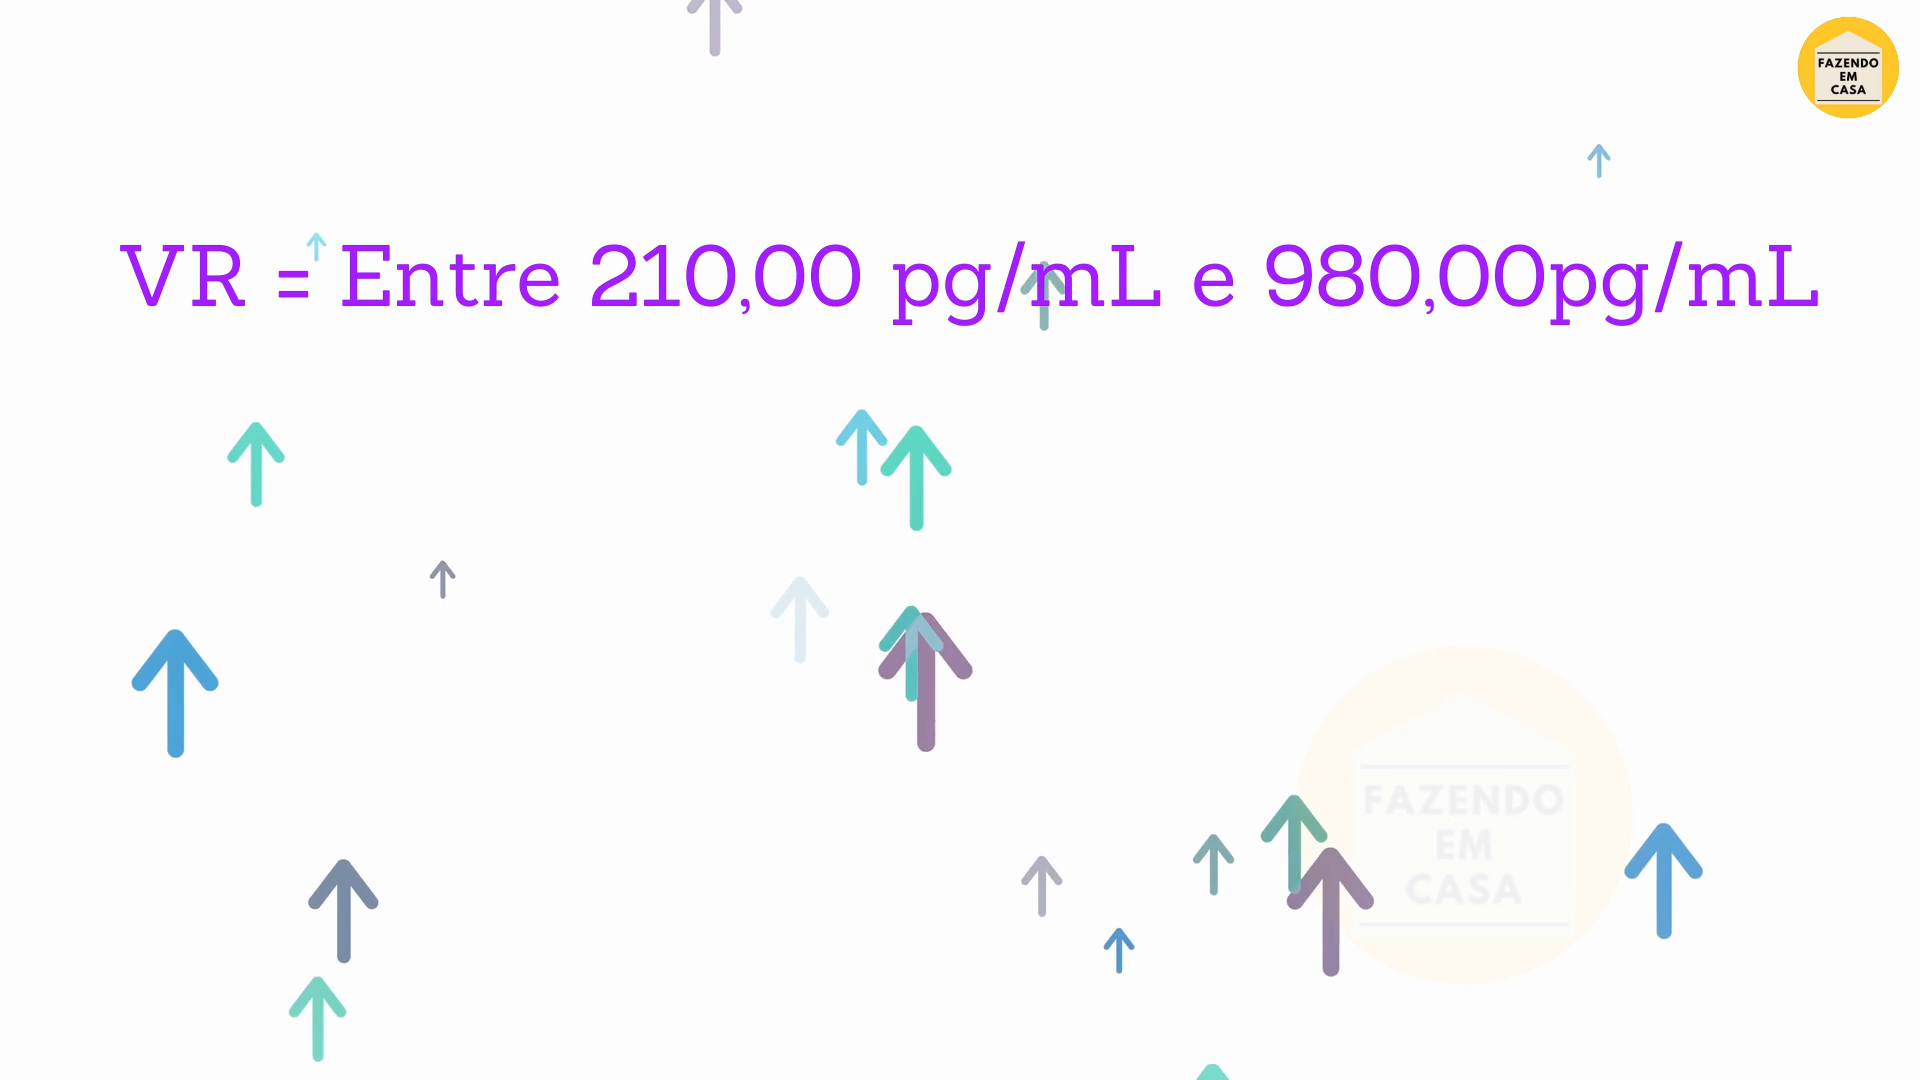 FAZENDO
EM
CASA
VR = Entre 210,00 pg/mL e 980,00pg/mL
FAZENDO
EM
CASA